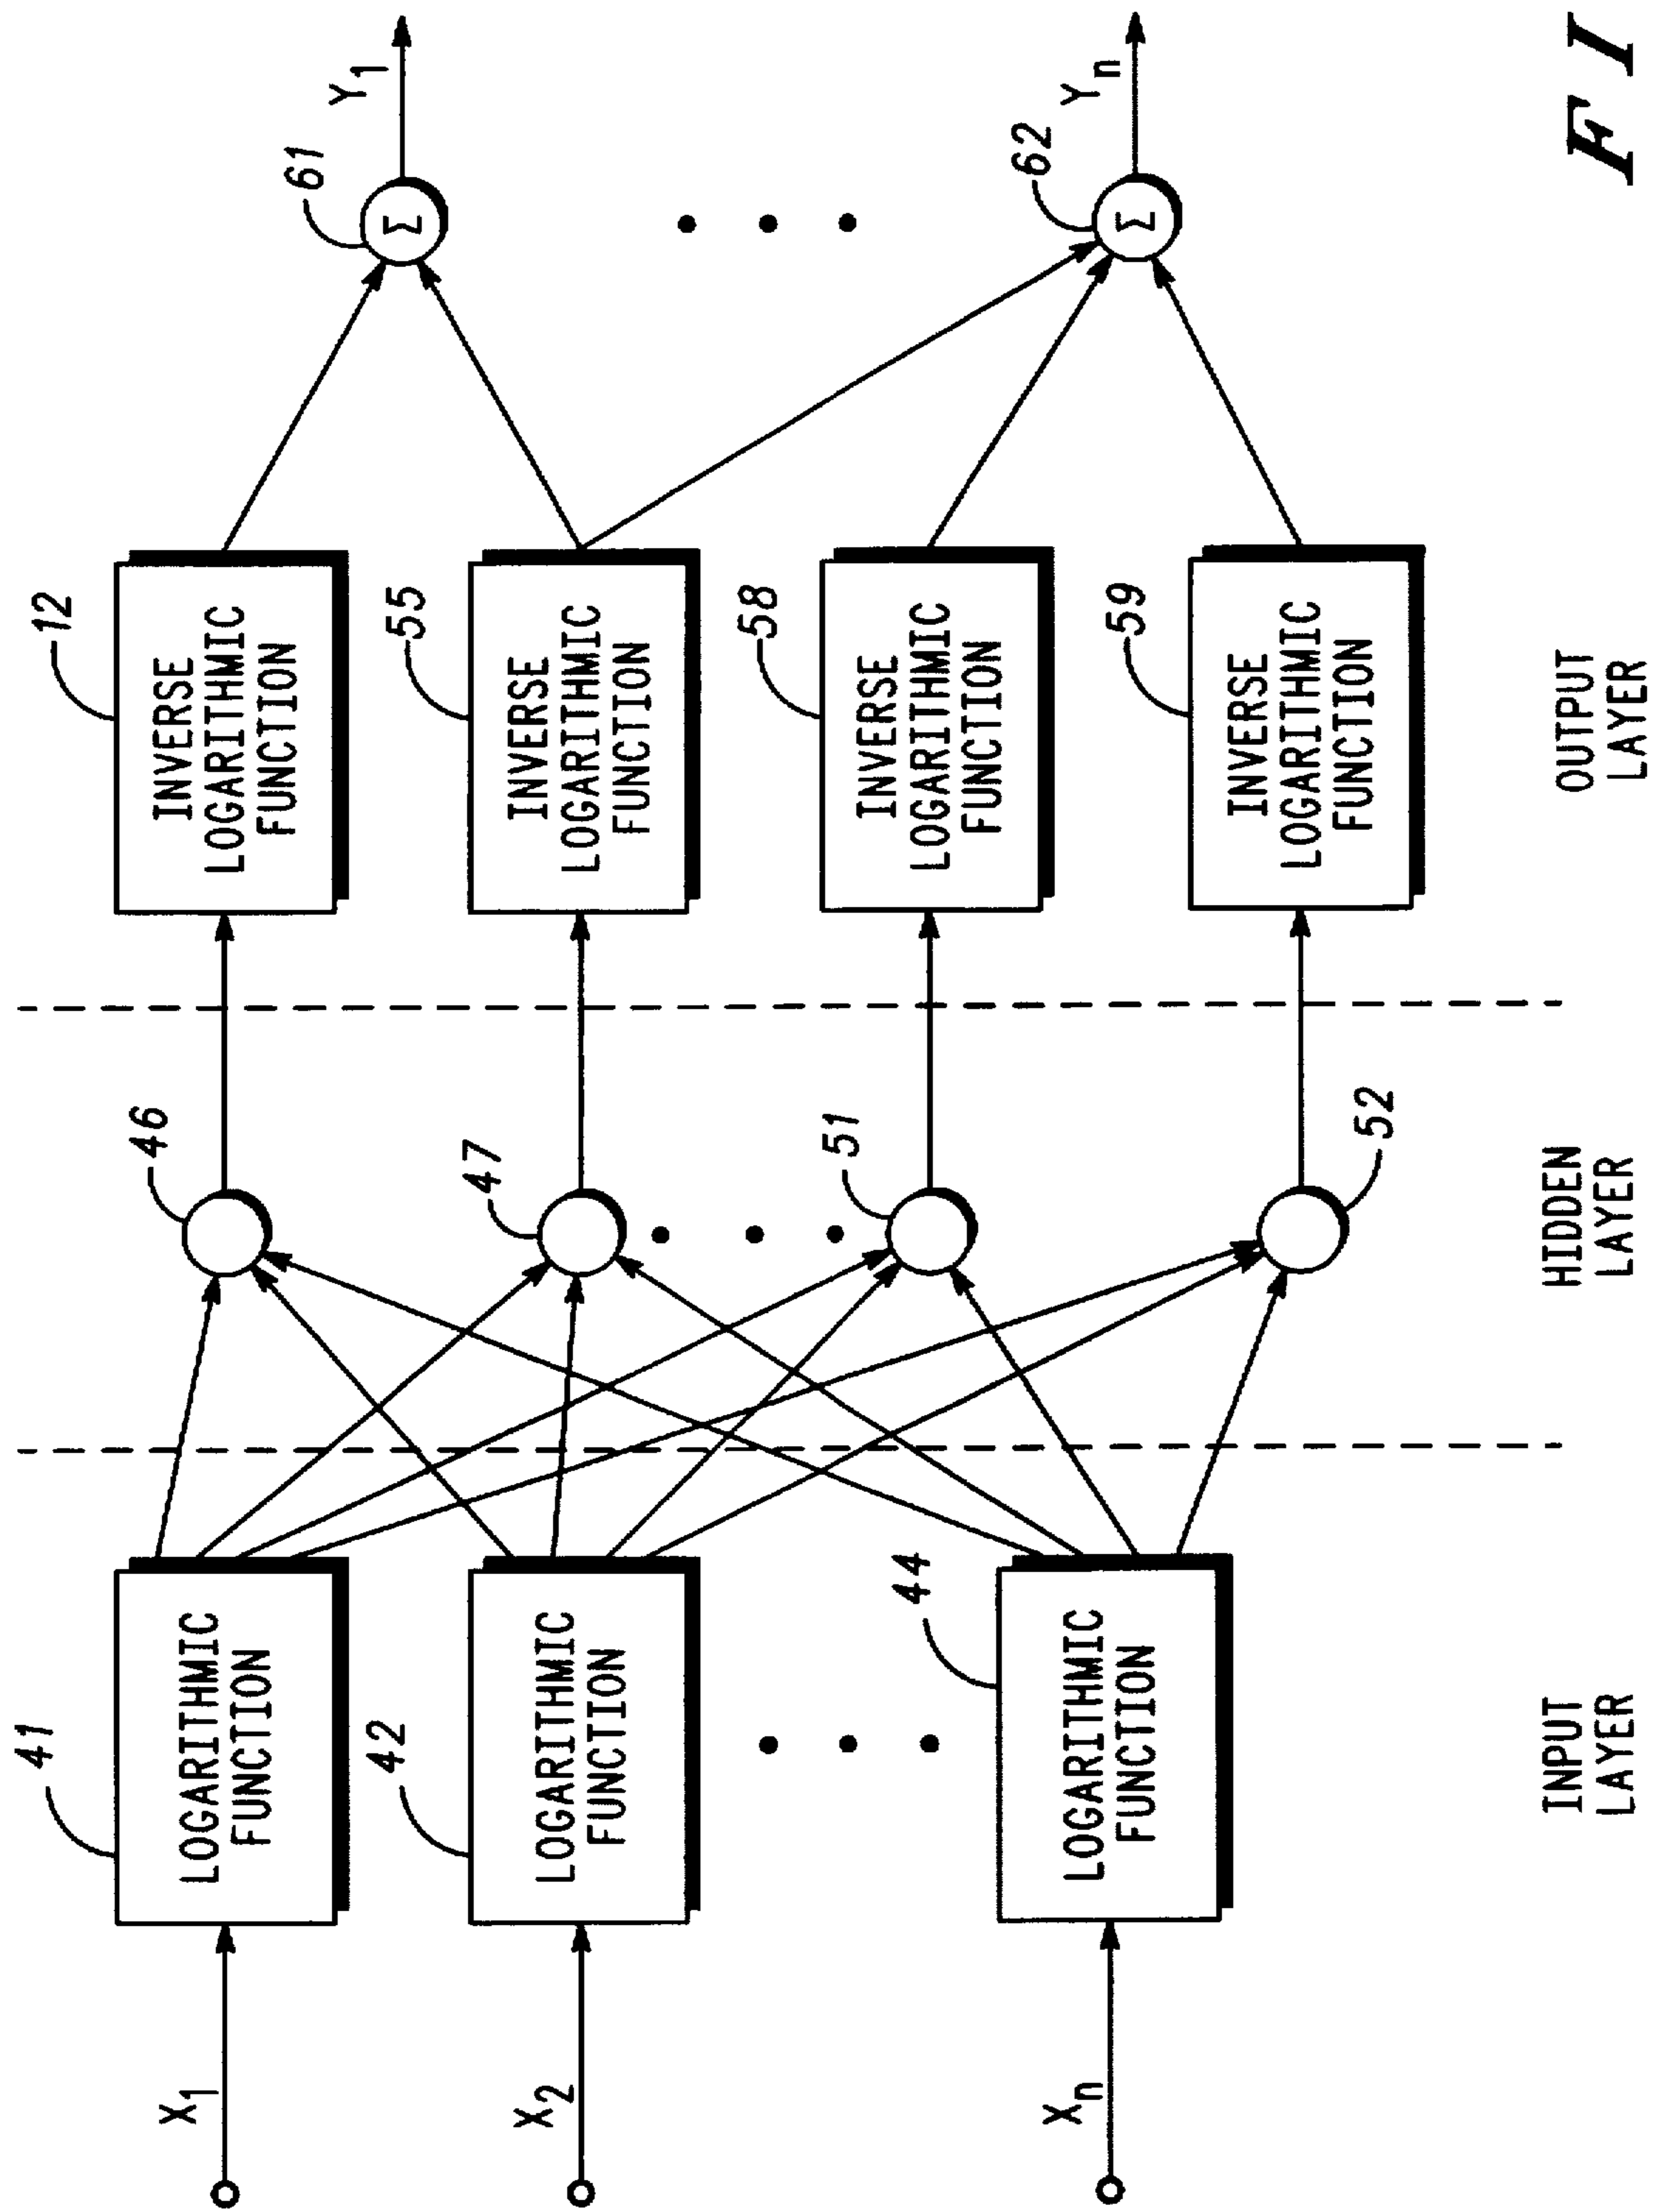 X1
X2
Xn
41
LOGARITHMIC
FUNCTION
42
LOGARITHMIC
FUNCTION
44
LOGARITHMIC
FUNCTION
INPUT
LAYER
46
47
51
52
HIDDEN
LAYER
12
INVERSE
LOGARITHMIC
FUNCTION
55
INVERSE
LOGARITHMIC
FUNCTION
58
INVERSE
LOGARITHMIC
FUNCTION
59
INVERSE
LOGARITHMIC
FUNCTION
OUTPUT
LAYER
61
Σ
Y1
62
Σ
Yn
F I